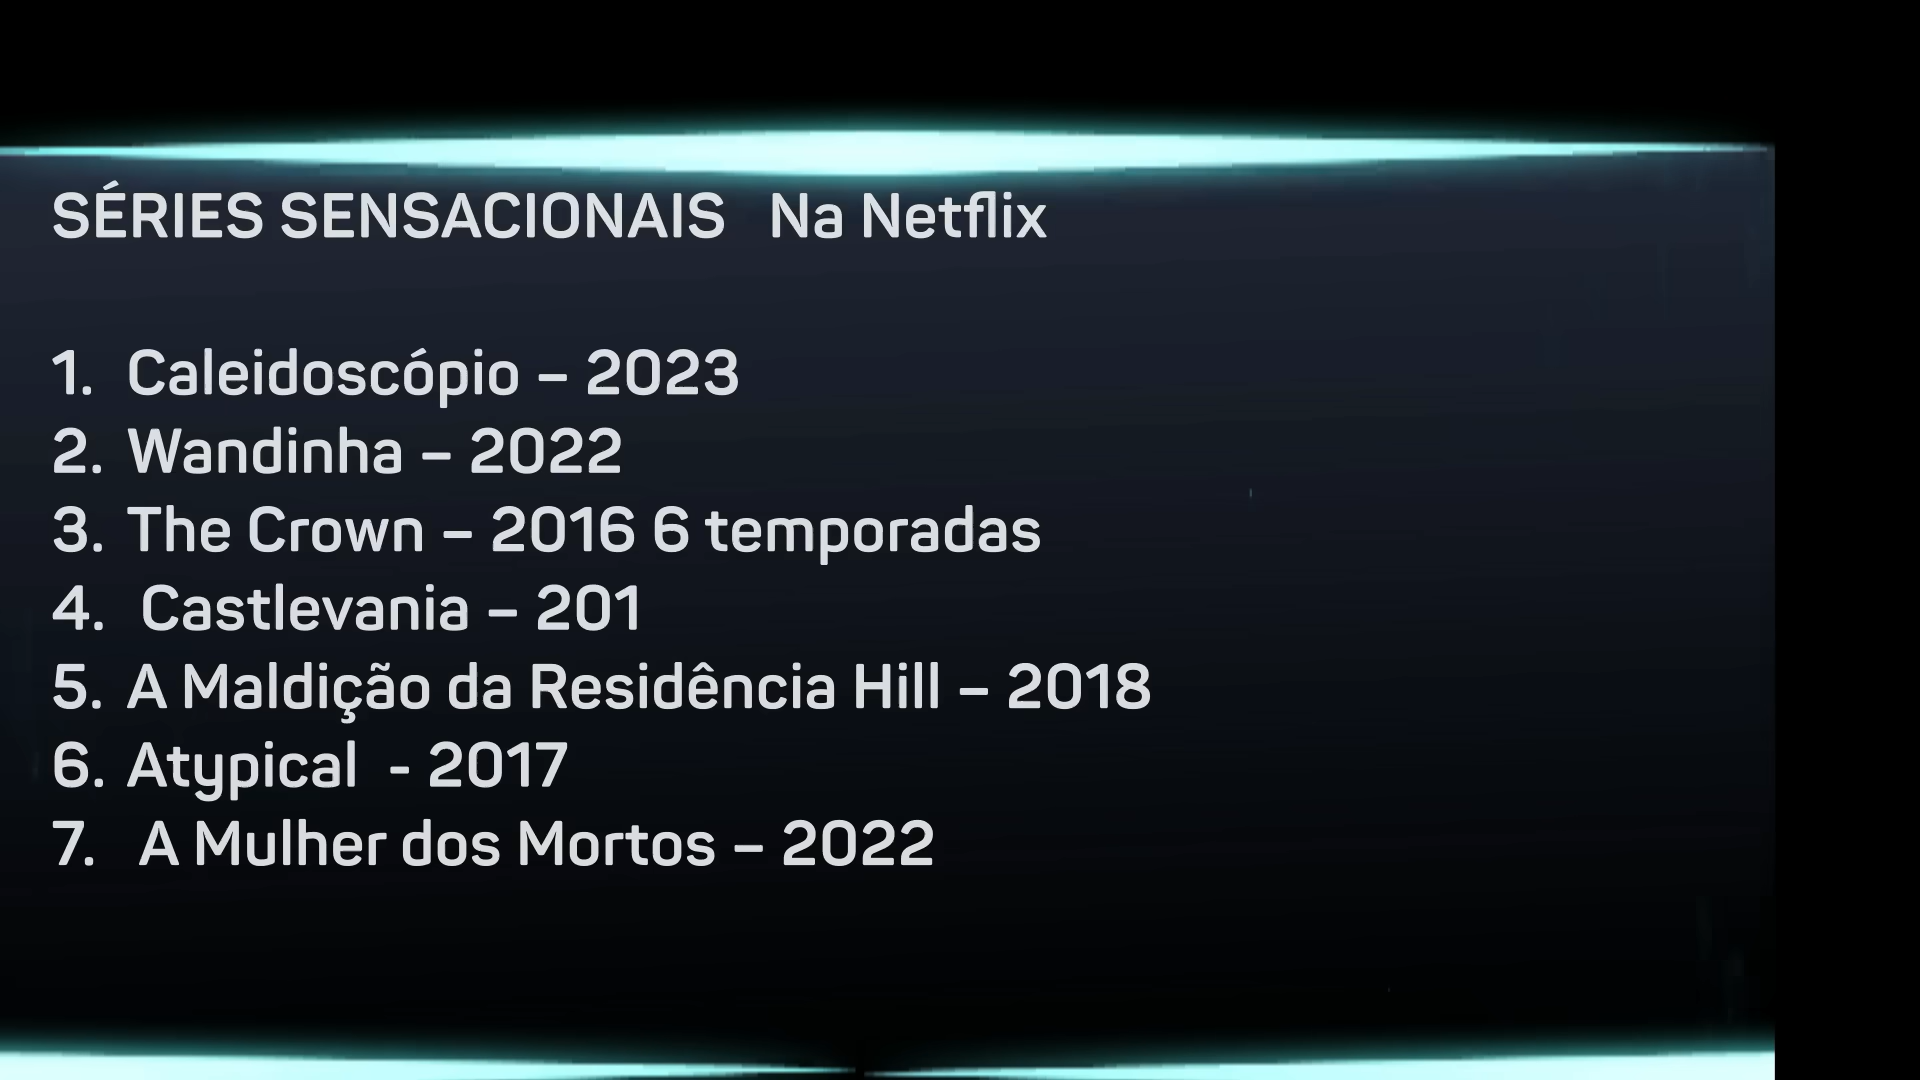 SÉRIES SENSACIONAIS Na Netflix
1. Caleidoscópio – 2023
2. Wandinha – 2022
3. The Crown – 2016 6 temporadas
4. Castlevania – 201
5. A Maldição da Residência Hill – 2018
6. Atypical - 2017
7. A Mulher dos Mortos – 2022